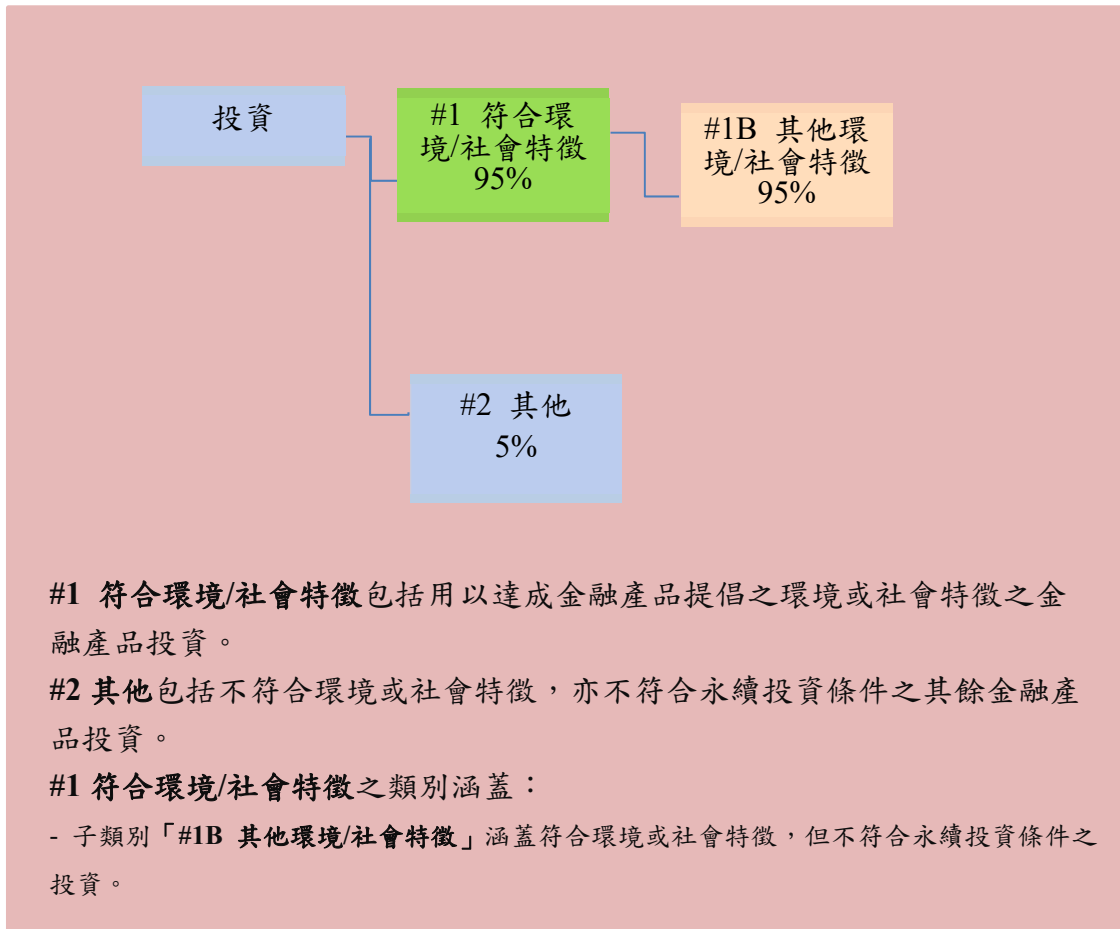 投資
#1 符合環
境/社會特徵
95%
#1B 其他環
境/社會特徵
95%
#2 其他
5%
#1 符合環境/社會特徵包括用以達成金融產品提倡之環境或社會特徵之金
融產品投資。
#2 其他包括不符合環境或社會特徵，亦不符合永續投資條件之其餘金融產
品投資。
#1 符合環境/社會特徵之類別涵蓋：
- 子類別「#1B 其他環境/社會特徵」涵蓋符合環境或社會特徵，但不符合永續投資條件之
投資。